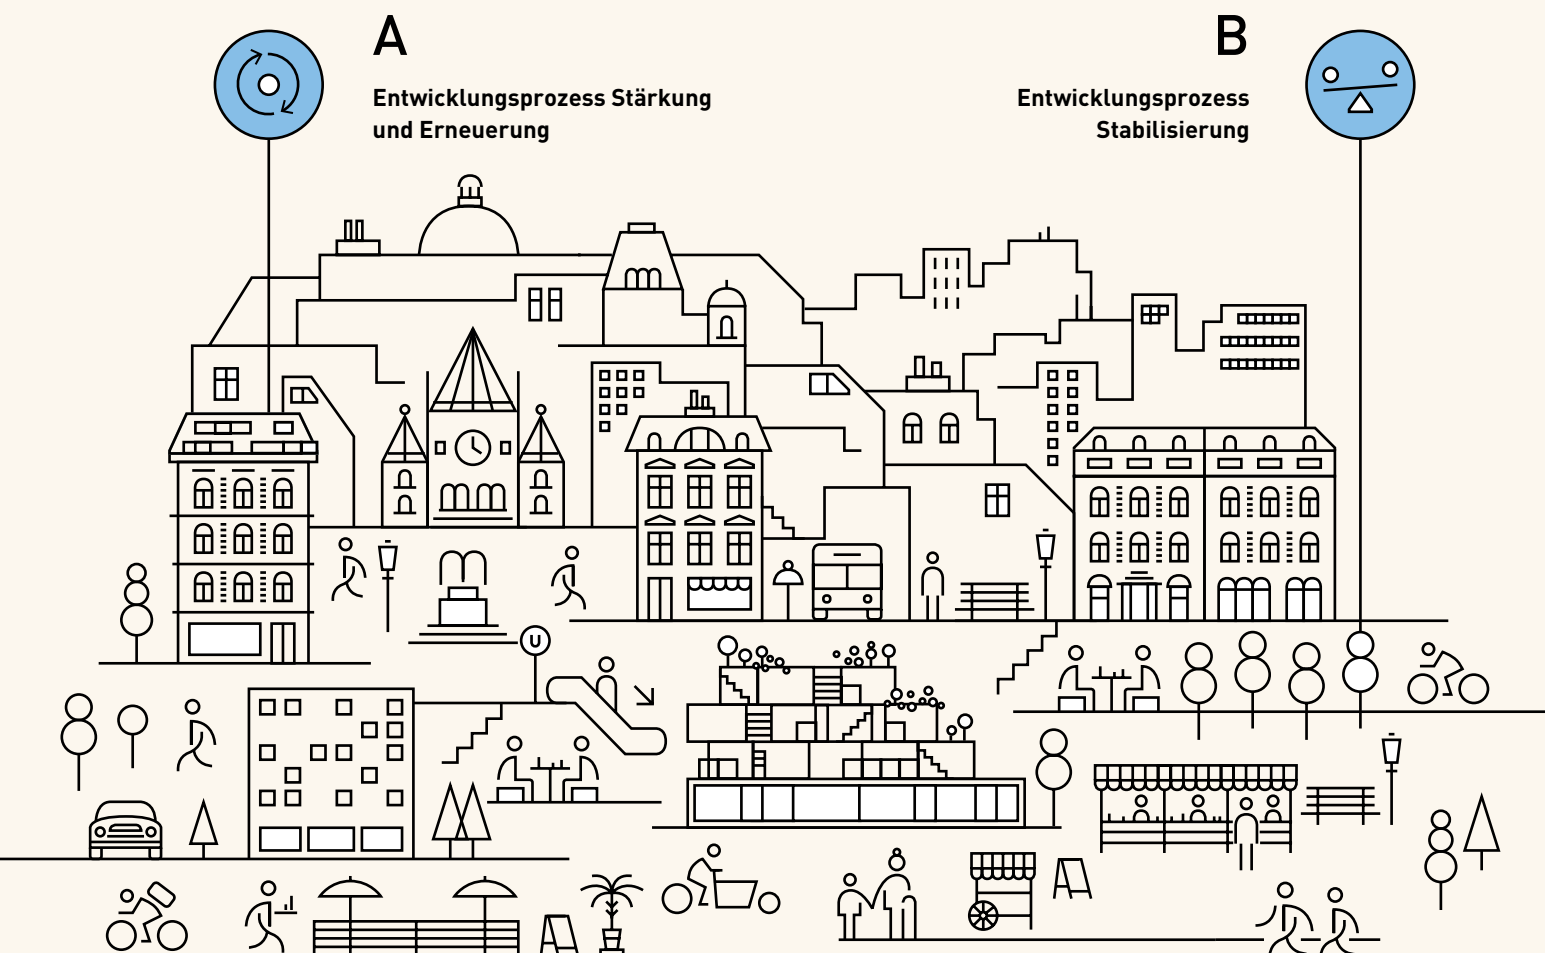 A
Entwicklungsprozess Stärkung
und Erneuerung
B
Entwicklungsprozess
Stabilisierung
U